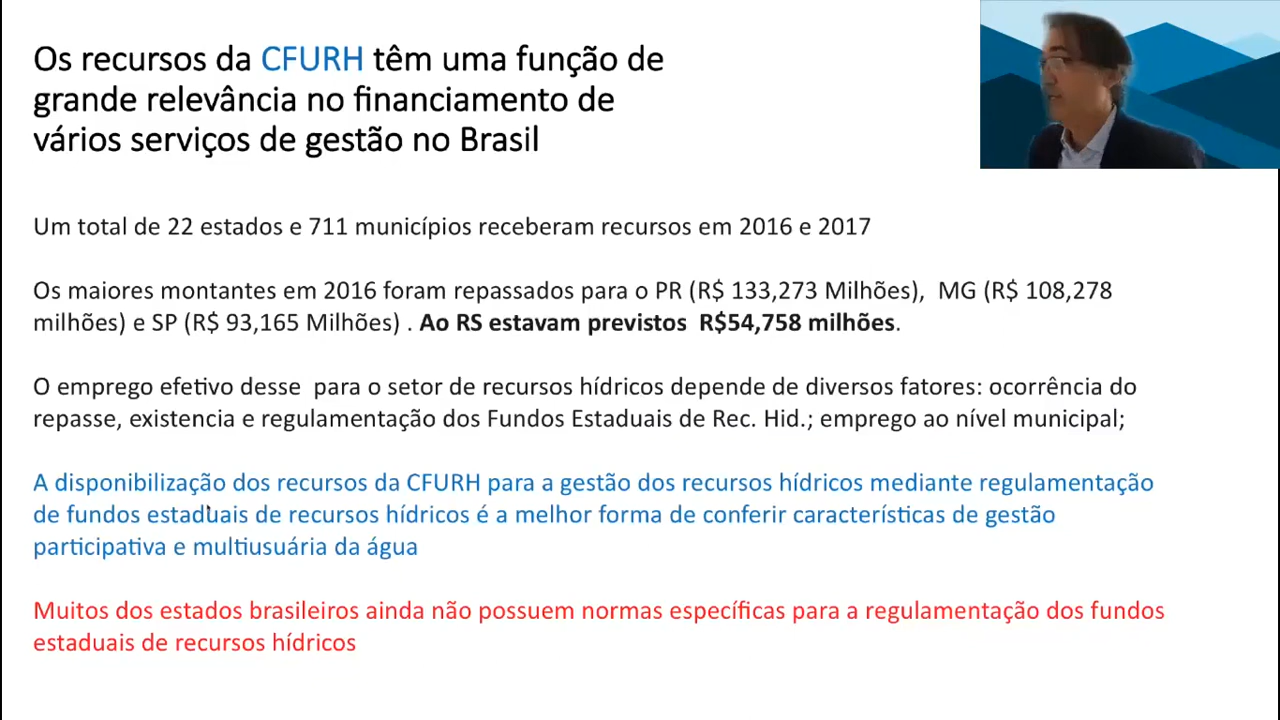 Os recursos da CFURH têm uma função de
grande relevância no financiamento de
vários serviços de gestão no Brasil
Um total de 22 estados e 711 municípios receberam recursos em 2016 e 2017
Os maiores montantes em 2016 foram repassados para o PR (R$ 133,273 Milhões), MG (R$ 108,278
milhões) e SP (R$ 93,165 Milhões) . Ao RS estavam previstos R$54,758 milhões.
O emprego efetivo desse para o setor de recursos hídricos depende de diversos fatores: ocorrência do
repasse, existencia e regulamentação dos Fundos Estaduais de Rec. Hid.; emprego ao nível municipal;
A disponibilização dos recursos da CFURH para a gestão dos recursos hídricos mediante regulamentação
de fundos estaduais de recursos hídricos é a melhor forma de conferir características de gestão
participativa e multiusuária da água
Muitos dos estados brasileiros ainda não possuem normas específicas para a regulamentação dos fundos
estaduais de recursos hídricos